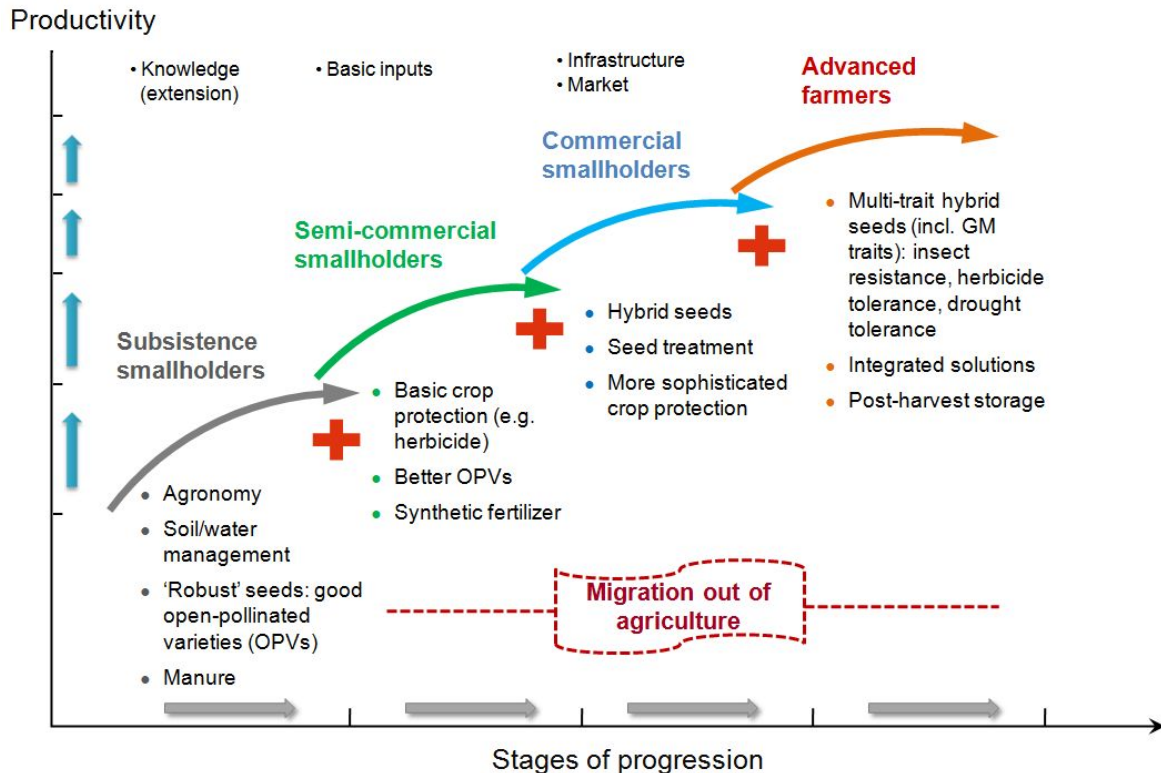 Productivity
• Knowledge
(extension)
• Basic inputs
• Infrastructure
• Market
Advanced
farmers
Commercial
smallholders
Semi-commercial
smallholders
Subsistence
smallholders
• Agronomy
• Soil/water
management
• ‘Robust’ seeds: good
open-pollinated
varieties (OPVs)
• Manure
• Basic crop
protection (e.g.
herbicide)
• Better OPVs
• Synthetic fertilizer
• Hybrid seeds
• Seed treatment
• More sophisticated
crop protection
• Multi-trait hybrid
seeds (incl. GM
traits): insect
resistance, herbicide
tolerance, drought
tolerance
• Integrated solutions
• Post-harvest storage
Migration out of
agriculture
Stages of progression